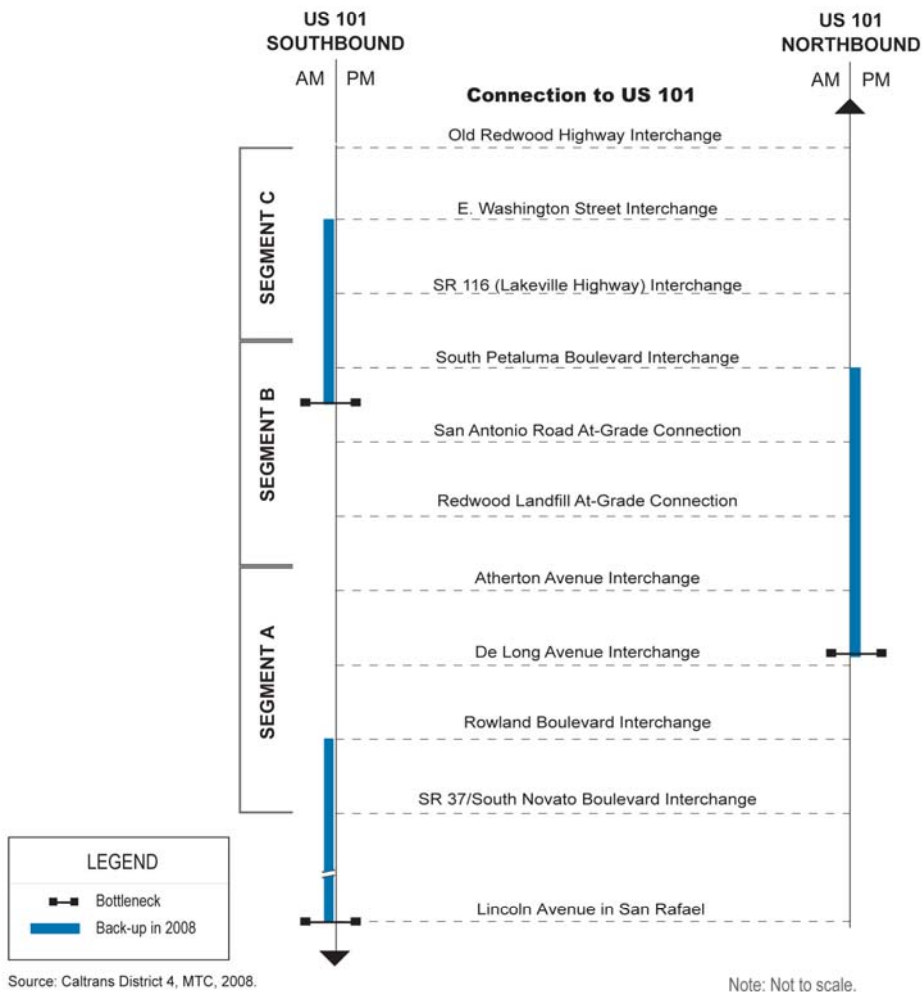 US 101
SOUTHBOUND
US 101
NORTHBOUND
AM PM
AM PM
Connection to US 101
Old Redwood Highway Interchange
SEGMENT C
E. Washington Street Interchange
SR 116 (Lakeville Highway) Interchange
South Petaluma Boulevard Interchange
SEGMENT B
San Antonio Road At-Grade Connection
Redwood Landfill At-Grade Connection
Atherton Avenue Interchange
SEGMENT A
De Long Avenue Interchange
Rowland Boulevard Interchange
SR 37/South Novato Boulevard Interchange
Lincoln Avenue in San Rafael
LEGEND
Bottleneck
Back-up in 2008
Source: Caltrans District 4, MTC, 2008.
Note: Not to scale.